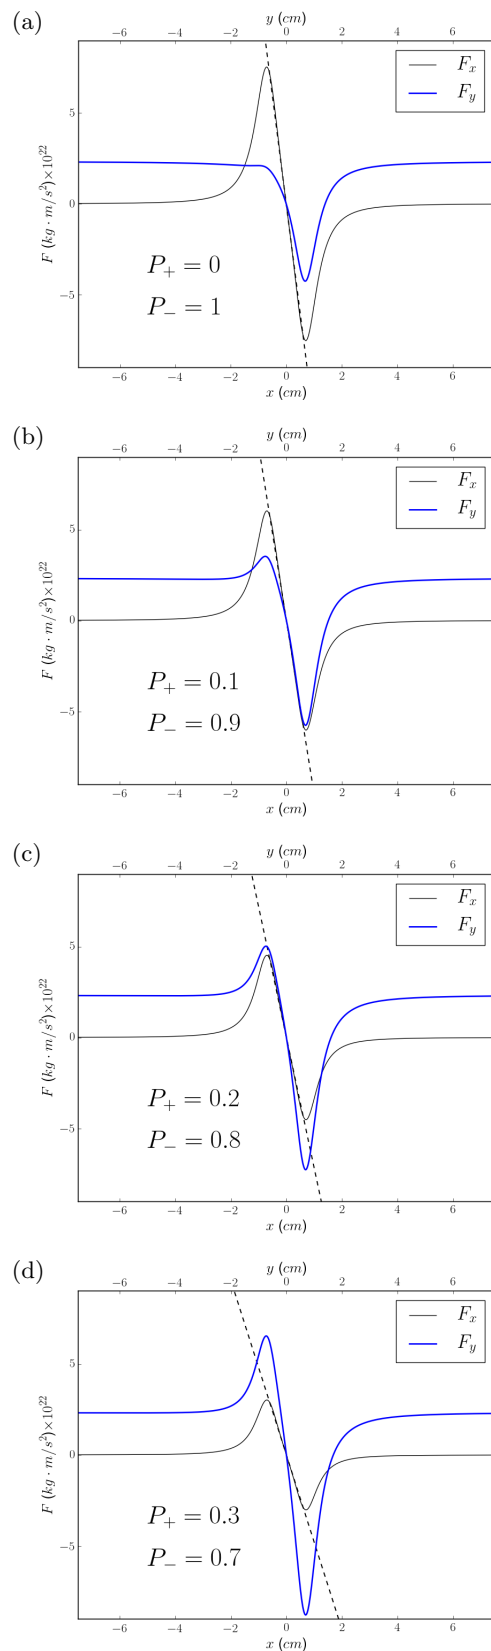 (a)
y (cm)
−6 −4 −2 0 2 4 6
F_x
F_y
F (kg · m/s²)×10²²
5
0
−5
P₊ = 0
P₋ = 1
−6 −4 −2 0 2 4 6
x (cm)
(b)
y (cm)
−6 −4 −2 0 2 4 6
F_x
F_y
F (kg · m/s²)×10²²
5
0
−5
P₊ = 0.1
P₋ = 0.9
−6 −4 −2 0 2 4 6
x (cm)
(c)
y (cm)
−6 −4 −2 0 2 4 6
F_x
F_y
F (kg · m/s²)×10²²
5
0
−5
P₊ = 0.2
P₋ = 0.8
−6 −4 −2 0 2 4 6
x (cm)
(d)
y (cm)
−6 −4 −2 0 2 4 6
F_x
F_y
F (kg · m/s²)×10²²
5
0
−5
P₊ = 0.3
P₋ = 0.7
−6 −4 −2 0 2 4 6
x (cm)